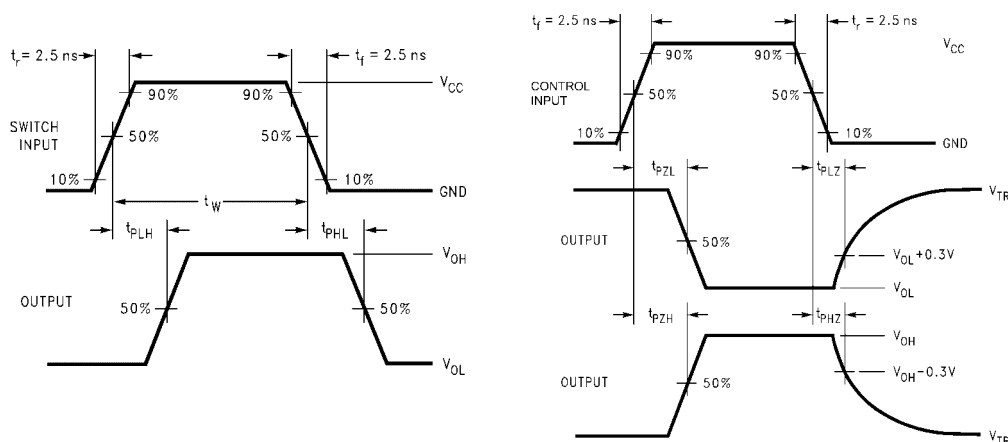 t_r = 2.5 ns
t_f = 2.5 ns
V_CC
90%
90%
SWITCH
INPUT
50%
50%
10%
10%
GND
t_W
t_PLH
t_PHL
V_OH
OUTPUT
50%
50%
V_OL
t_f = 2.5 ns
t_r = 2.5 ns
V_CC
90%
90%
CONTROL
INPUT
50%
50%
10%
10%
GND
t_PZL
t_PLZ
V_TR
OUTPUT
50%
V_OL+0.3V
V_OL
t_PZH
t_PHZ
V_OH
V_OH-0.3V
OUTPUT
50%
V_TR